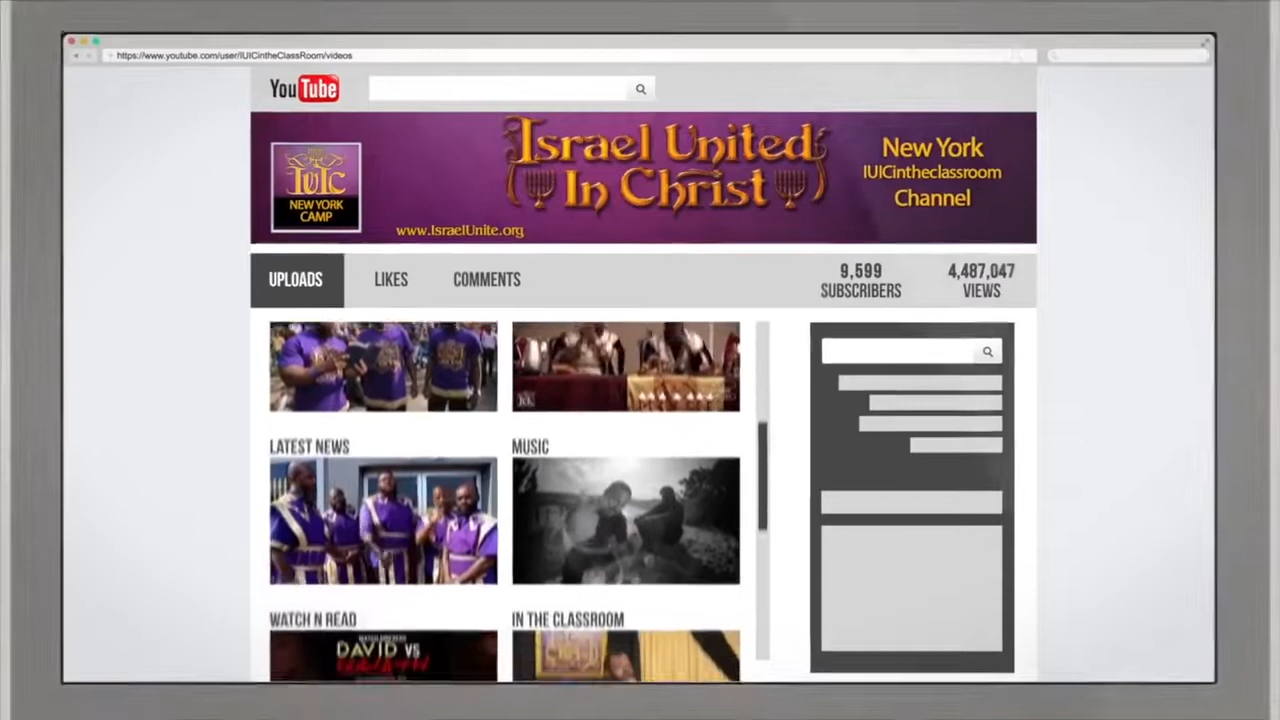 https://www.youtube.com/user/IUICintheClassRoom/videos
YouTube
Israel United
In Christ
New York
IUICintheclassroom
Channel
IUIC
NEW YORK
CAMP
www.IsraelUnite.org
UPLOADS
LIKES
COMMENTS
9,599
SUBSCRIBERS
4,487,047
VIEWS
LATEST NEWS
MUSIC
WATCH N READ
IN THE CLASSROOM
DAVID VS